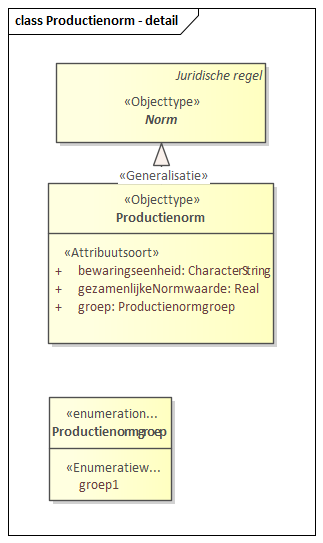 class Productienorm - detail
Juridische regel
«Objecttype»
Norm
«Generalisatie»
«Objecttype»
Productienorm
«Attribuutsoort»
+ bewaringseenheid: CharacterString
+ gezamenlijkeNormwaarde: Real
+ groep: Productienormgroep
«enumeration...
Productienormgroep
«Enumeratiew...
groep1